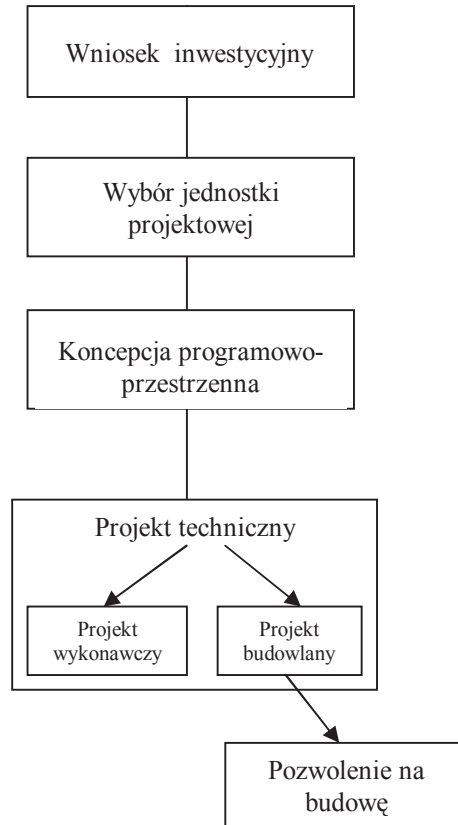 Wniosek inwestycyjny
Wybór jednostki
projektowej
Koncepcja programowo-
przestrzenna
Projekt techniczny
Projekt
wykonawczy
Projekt
budowlany
Pozwolenie na
budowę